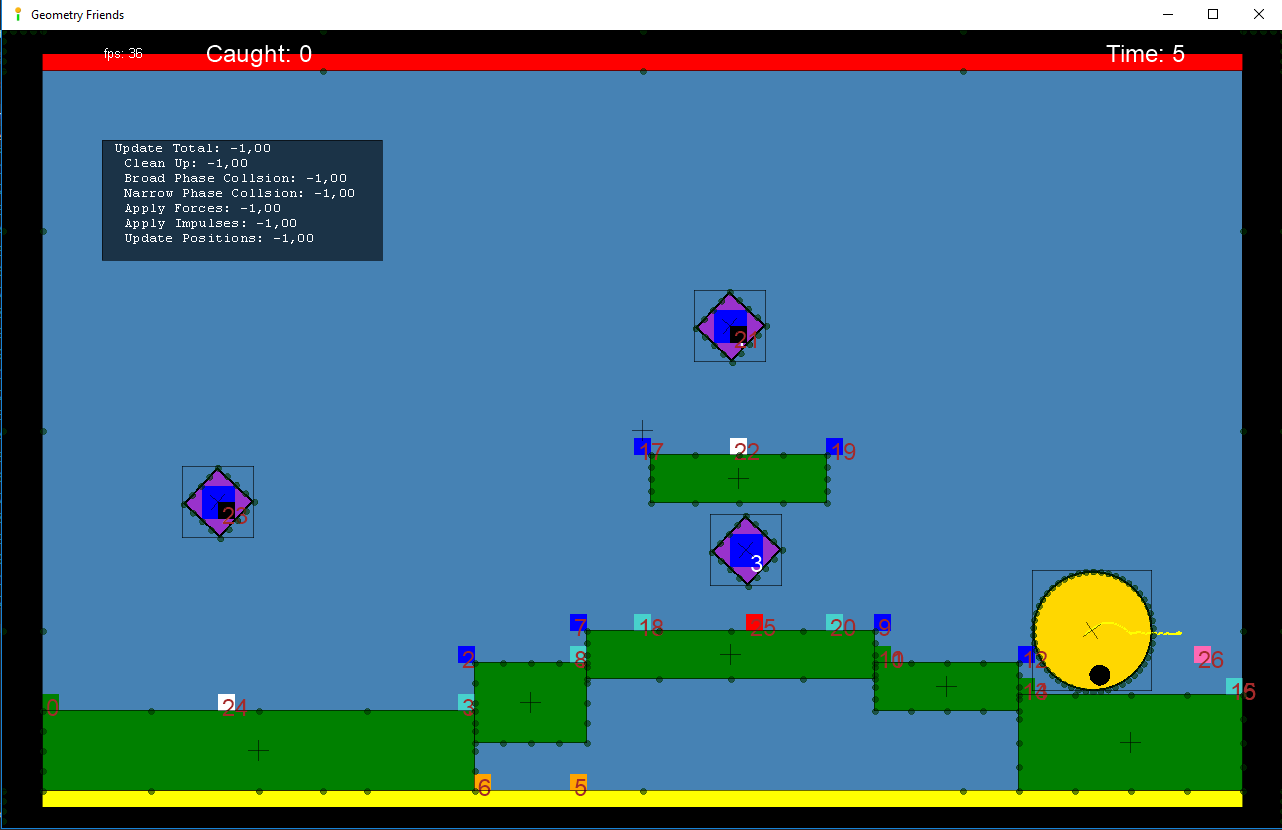 Geometry Friends
fps: 36
Caught: 0
Time: 5
Update Total: -1,00
Clean Up: -1,00
Broad Phase Collsion: -1,00
Narrow Phase Collsion: -1,00
Apply Forces: -1,00
Apply Impulses: -1,00
Update Positions: -1,00
17
22
19
23
3
7
18
25
20
9
2
8
12
26
0
24
3
15
6
5